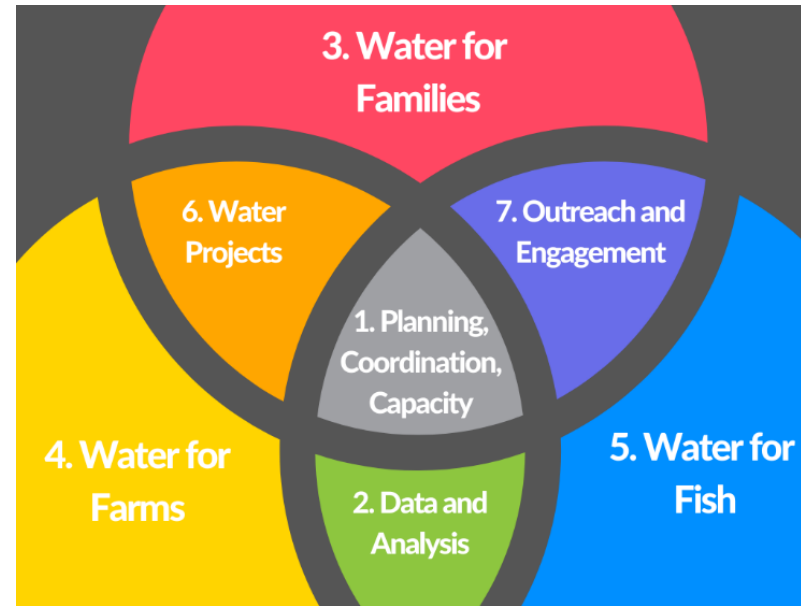 3. Water for
Families
6. Water
Projects
7. Outreach and
Engagement
1. Planning,
Coordination,
Capacity
4. Water for
Farms
5. Water for
Fish
2. Data and
Analysis